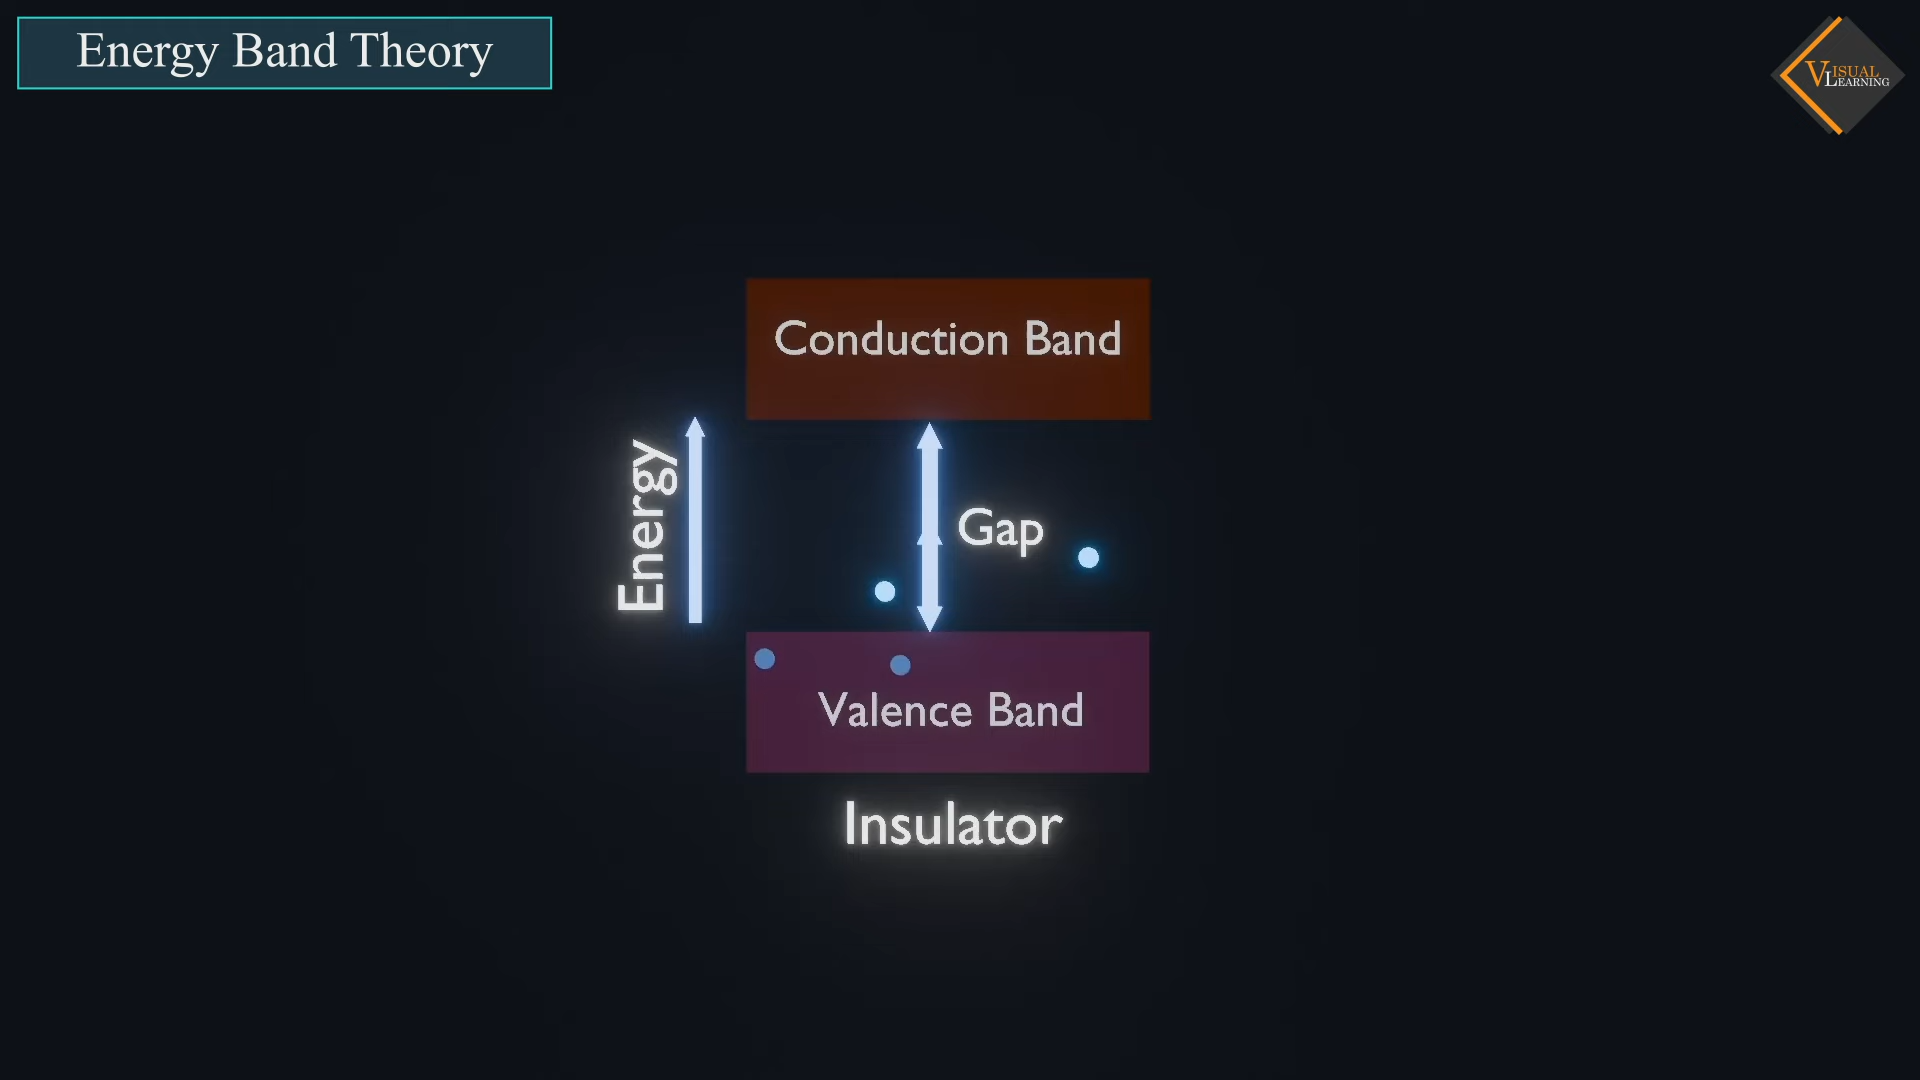 Energy Band Theory
VISUAL
LEARNING
Conduction Band
Energy
Gap
Valence Band
Insulator